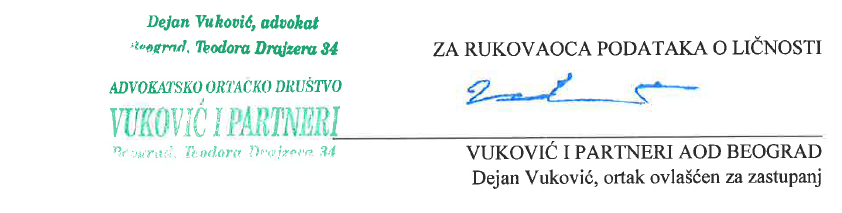 Dejan Vuković, advokat
Beograd, Teodora Drajzera 34
ADVOKATSKO ORTAČKO DRUŠTVO
VUKOVIĆ I PARTNERI
Beograd, Teodora Drajzera 34
ZA RUKOVAOCA PODATAKA O LIČNOSTI
VUKOVIĆ I PARTNERI AOD BEOGRAD
Dejan Vuković, ortak ovlašćen za zastupanj